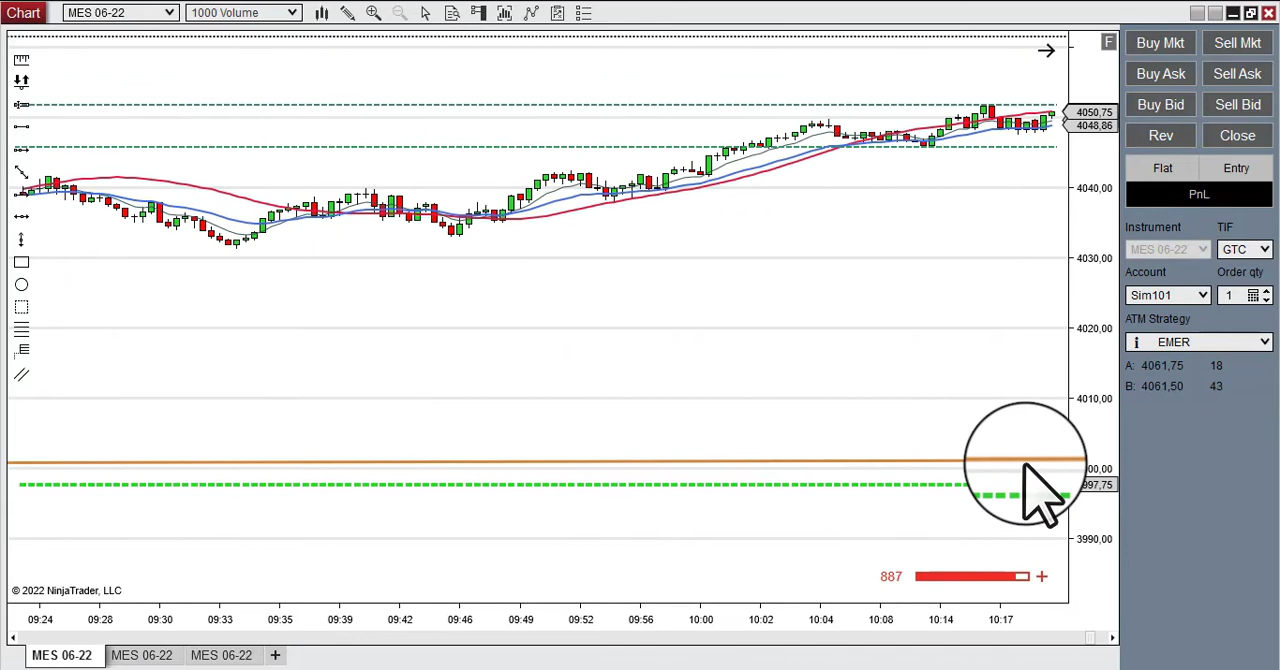 Chart MES 06-22 1000 Volume
F
Buy Mkt Sell Mkt
Buy Ask Sell Ask
Buy Bid Sell Bid
Rev Close
Flat Entry
PnL
Instrument TIF
MES 06-22 GTC
Account Order qty
Sim101 1
ATM Strategy
i EMER
A: 4061,75 18
B: 4061,50 43
4050,75
4048,86
4040,00
4030,00
4020,00
4010,00
00,00
997,75
3990,00
887
© 2022 NinjaTrader, LLC
09:24 09:28 09:30 09:33 09:35 09:39 09:42 09:46 09:49 09:52 09:56 10:00 10:02 10:04 10:08 10:14 10:17
MES 06-22 MES 06-22 MES 06-22 +